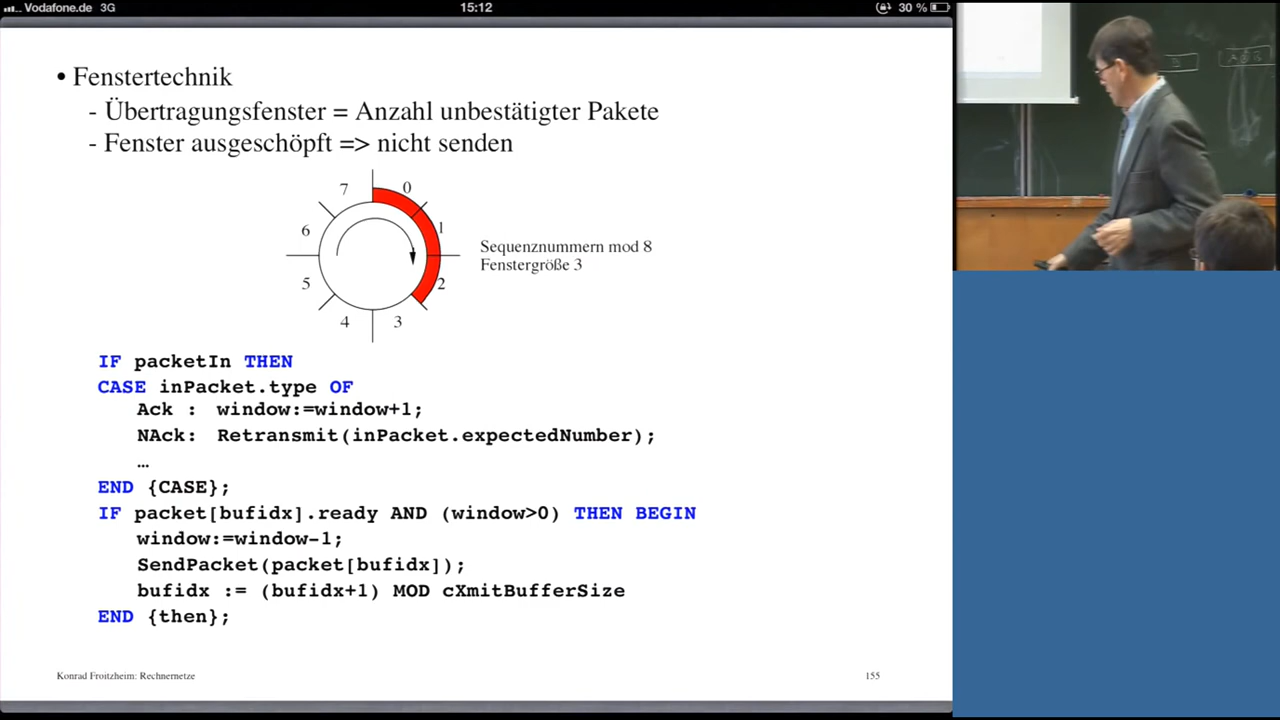 Vodafone.de 3G 15:12 30 %
• Fenstertechnik
- Übertragungsfenster = Anzahl unbestätigter Pakete
- Fenster ausgeschöpft => nicht senden
7 0
6 1
5 2
4 3
Sequenznummern mod 8
Fenstergröße 3
IF packetIn THEN
CASE inPacket.type OF
Ack : window:=window+1;
NAck: Retransmit(inPacket.expectedNumber);
…
END {CASE};
IF packet[bufidx].ready AND (window>0) THEN BEGIN
window:=window-1;
SendPacket(packet[bufidx]);
bufidx := (bufidx+1) MOD cXmitBufferSize
END {then};
Konrad Froitzheim: Rechnernetze 155